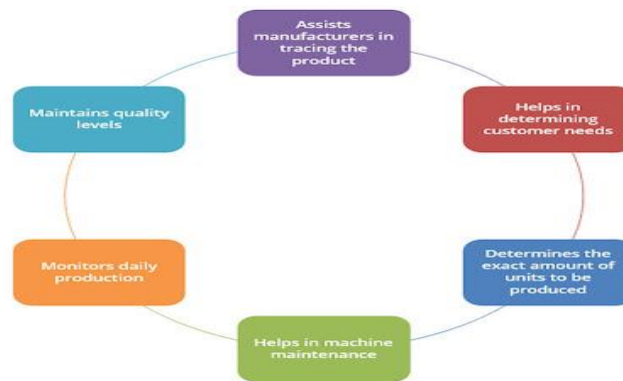 Assists
manufacturers in
tracing the
product
Helps in
determining
customer needs
Determines the
exact amount of
units to be
produced
Helps in machine
maintenance
Monitors daily
production
Maintains quality
levels